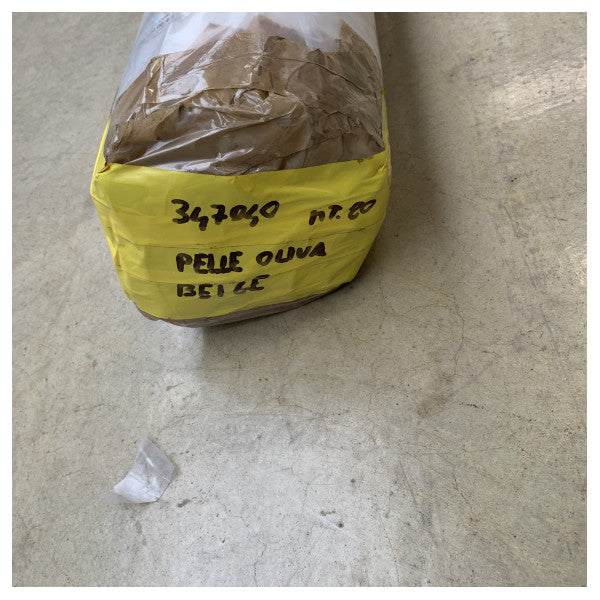 347040 MT. 60
PELLE OLIVA
BEIGE